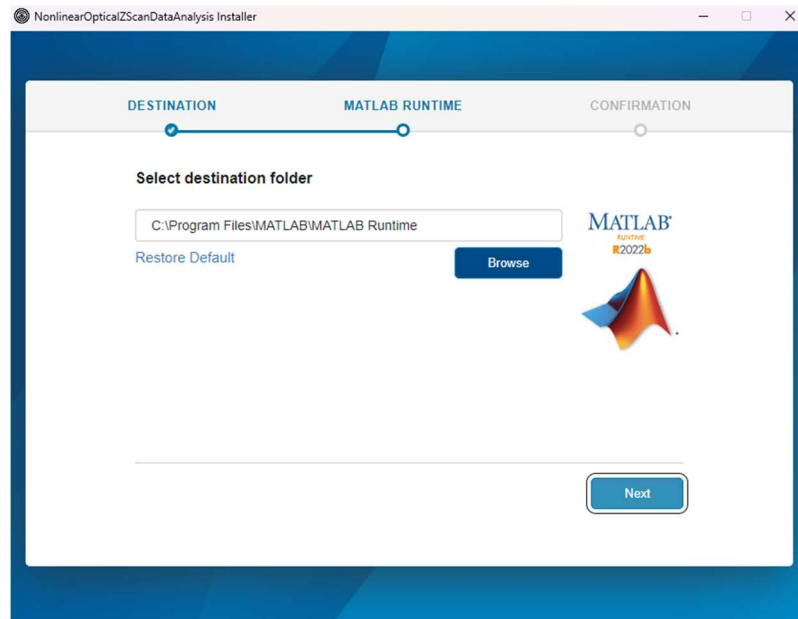 NonlinearOpticalZScanDataAnalysis Installer
DESTINATION MATLAB RUNTIME CONFIRMATION
Select destination folder
C:\Program Files\MATLAB\MATLAB Runtime
Restore Default
Browse
MATLAB
RUNTIME
R2022b
Next